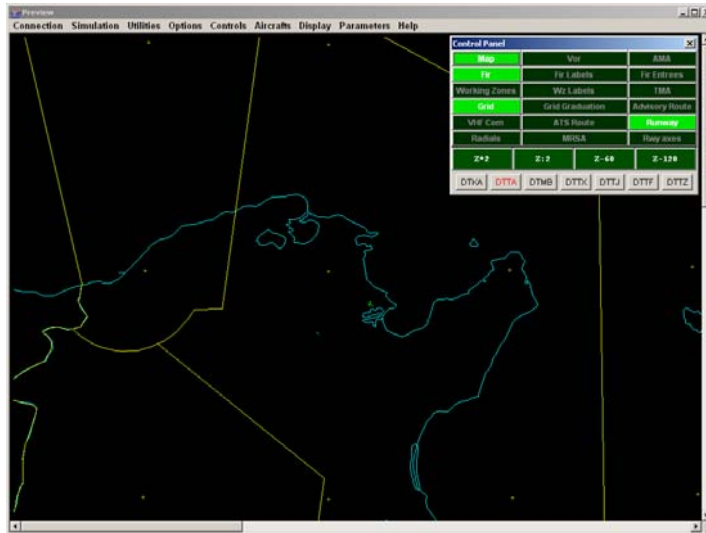 Preview
Connection Simulation Utilities Options Controls Aircrafts Display Parameters Help
Control Panel
Map Vor AMA
Fir Fir Labels Fir Entrees
Working Zones Wz Labels TMA
Grid Grid Graduation Advisory Route
VHF Com ATS Route Runway
Radials MRSA Rwy axes
Z*2 Z:2 Z-60 Z-120
DTKA DTTA DTMB DTTX DTTJ DTTF DTTZ